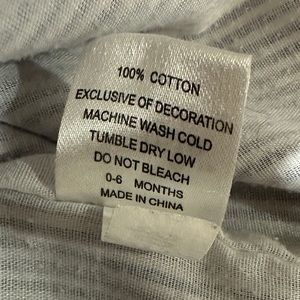 100% COTTON
EXCLUSIVE OF DECORATION
MACHINE WASH COLD
TUMBLE DRY LOW
DO NOT BLEACH
0-6 MONTHS
MADE IN CHINA